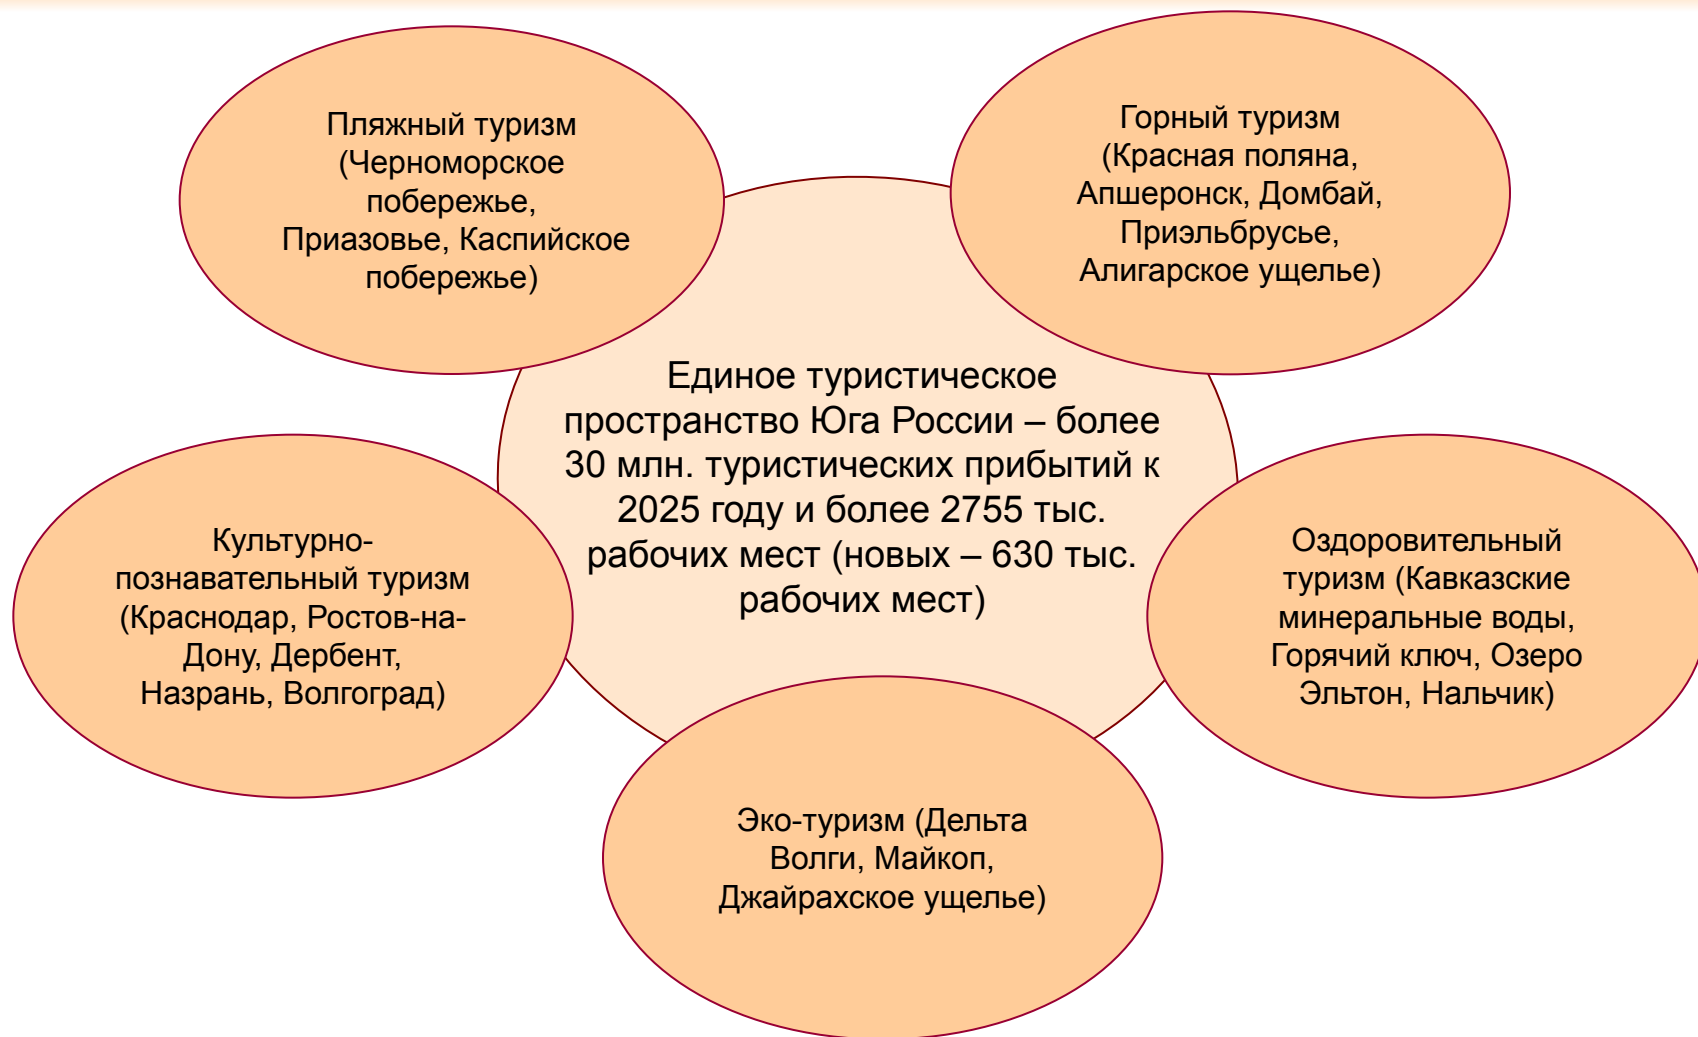 Пляжный туризм
(Черноморское
побережье,
Приазовье, Каспийское
побережье)
Горный туризм
(Красная поляна,
Апшеронск, Домбай,
Приэльбрусье,
Алигарское ущелье)
Единое туристическое
пространство Юга России – более
30 млн. туристических прибытий к
2025 году и более 2755 тыс.
рабочих мест (новых – 630 тыс.
рабочих мест)
Культурно-
познавательный туризм
(Краснодар, Ростов-на-
Дону, Дербент,
Назрань, Волгоград)
Оздоровительный
туризм (Кавказские
минеральные воды,
Горячий ключ, Озеро
Эльтон, Нальчик)
Эко-туризм (Дельта
Волги, Майкоп,
Джайрахское ущелье)